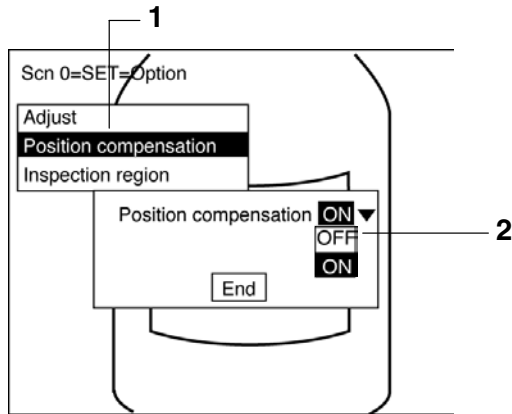 1
Scn 0=SET=Option
Adjust
Position compensation
Inspection region
Position compensation ON ▼
OFF
2
ON
End